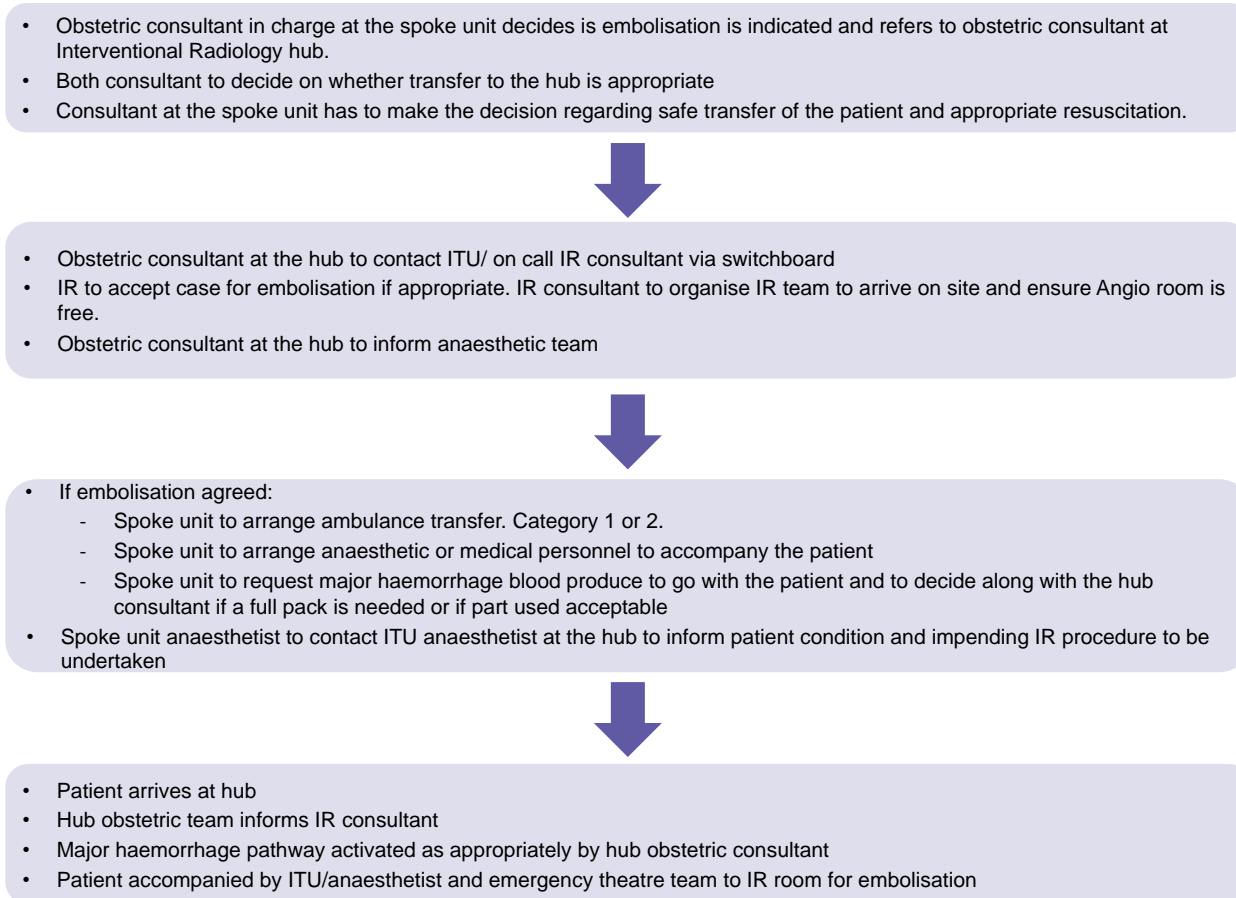 • Obstetric consultant in charge at the spoke unit decides is embolisation is indicated and refers to obstetric consultant at
Interventional Radiology hub.
• Both consultant to decide on whether transfer to the hub is appropriate
• Consultant at the spoke unit has to make the decision regarding safe transfer of the patient and appropriate resuscitation.
• Obstetric consultant at the hub to contact ITU/ on call IR consultant via switchboard
• IR to accept case for embolisation if appropriate. IR consultant to organise IR team to arrive on site and ensure Angio room is
free.
• Obstetric consultant at the hub to inform anaesthetic team
• If embolisation agreed:
- Spoke unit to arrange ambulance transfer. Category 1 or 2.
- Spoke unit to arrange anaesthetic or medical personnel to accompany the patient
- Spoke unit to request major haemorrhage blood produce to go with the patient and to decide along with the hub
consultant if a full pack is needed or if part used acceptable
• Spoke unit anaesthetist to contact ITU anaesthetist at the hub to inform patient condition and impending IR procedure to be
undertaken
• Patient arrives at hub
• Hub obstetric team informs IR consultant
• Major haemorrhage pathway activated as appropriately by hub obstetric consultant
• Patient accompanied by ITU/anaesthetist and emergency theatre team to IR room for embolisation